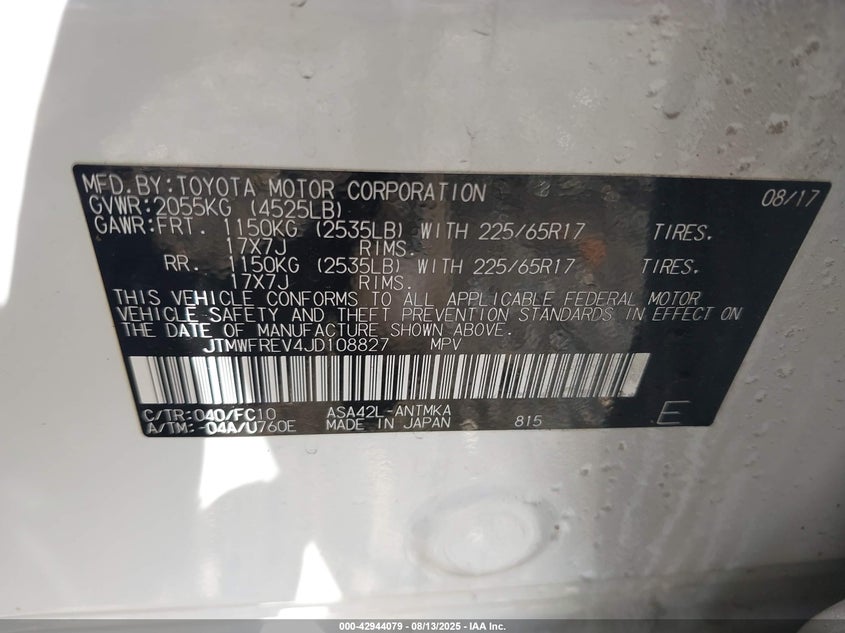 MFD.BY:TOYOTA MOTOR CORPORATION 08/17
GVWR:2055KG (4525LB)
GAWR:FRT. 1150KG (2535LB) WITH 225/65R17 TIRES.
17X7J RIMS.
RR. 1150KG (2535LB) WITH 225/65R17 TIRES.
17X7J RIMS.
THIS VEHICLE CONFORMS TO ALL APPLICABLE FEDERAL MOTOR
VEHICLE SAFETY AND THEFT PREVENTION STANDARDS IN EFFECT ON
THE DATE OF MANUFACTURE SHOWN ABOVE.
JTMWFREV4JD108827 MPV
C/TR:040/FC10 ASA42L-ANTMKA
A/TM:-04A/U760E MADE IN JAPAN 815 E
000-42944079 - 08/13/2025 - IAA Inc.